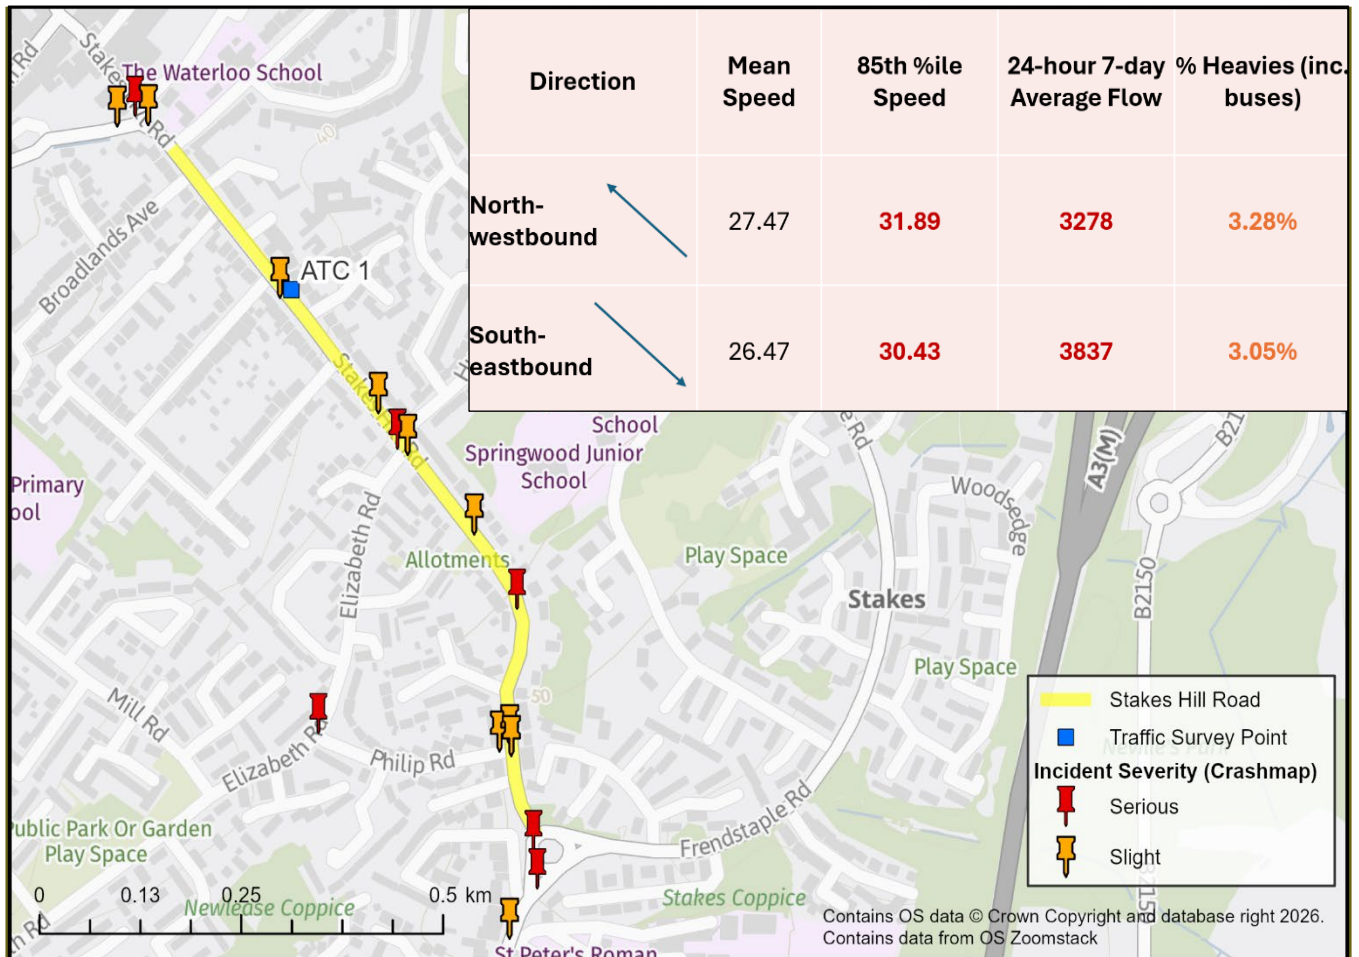 Direction
Mean
Speed
85th %ile
Speed
24-hour 7-day
Average Flow
% Heavies (inc.
buses)
North-
westbound
27.47
31.89
3278
3.28%
South-
eastbound
26.47
30.43
3837
3.05%
The Waterloo School
Broadlands Ave
ATC 1
School
Springwood Junior
School
Primary
Elizabeth Rd
Allotments
Play Space
Woodsedge
A3(M)
B2150
Stakes
Play Space
50
40
Mill Rd
Elizabeth Rd
Philip Rd
Frendstaple Rd
Public Park Or Garden
Play Space
Newlease Coppice
Stakes Coppice
St Peter's Roman
0 0.13 0.25 0.5 km
Stakes Hill Road
Traffic Survey Point
Incident Severity (Crashmap)
Serious
Slight
Contains OS data © Crown Copyright and database right 2026.
Contains data from OS Zoomstack